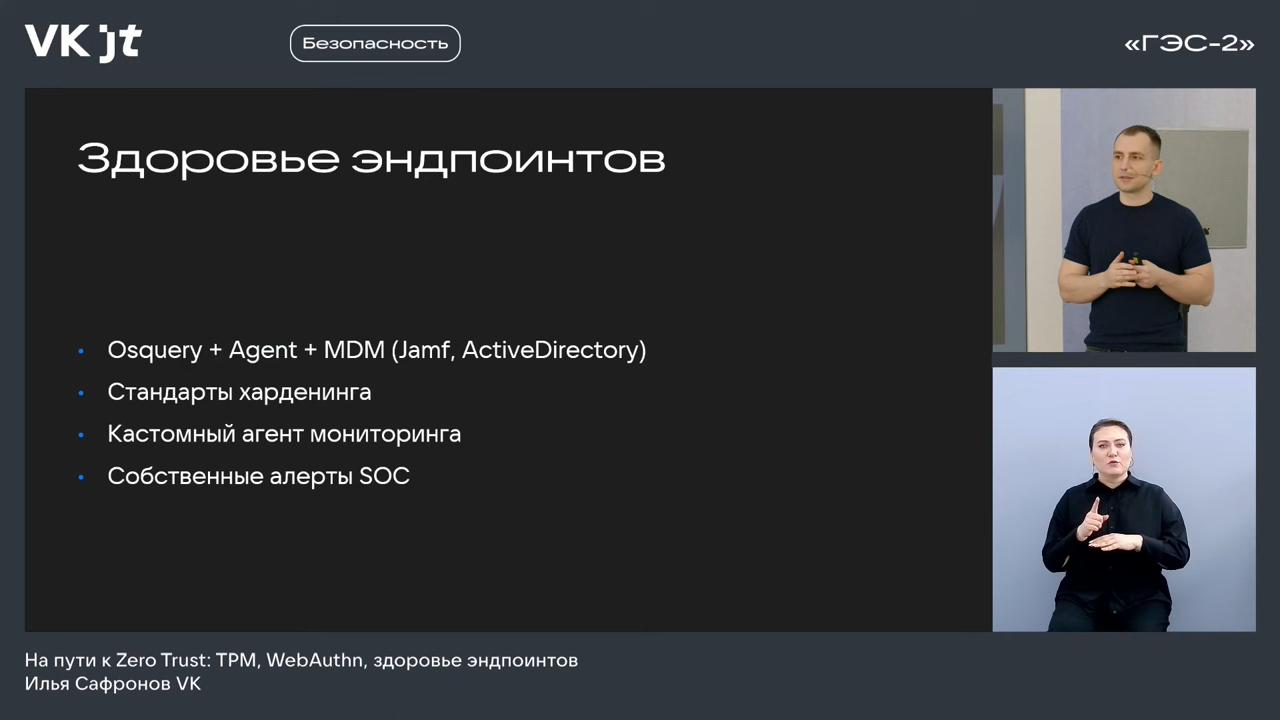 VK jt
Безопасность
«ГЭС-2»
Здоровье эндпоинтов
Osquery + Agent + MDM (Jamf, ActiveDirectory)
Стандарты харденинга
Кастомный агент мониторинга
Собственные алерты SOC
На пути к Zero Trust: TPM, WebAuthn, здоровье эндпоинтов
Илья Сафронов VK